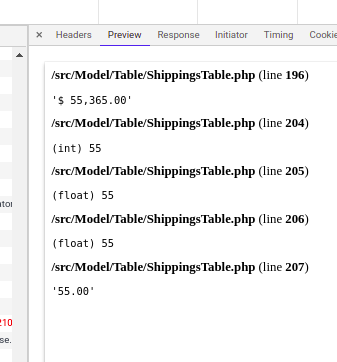 × Headers Preview Response Initiator Timing Cookie
/src/Model/Table/ShippingsTable.php (line 196)
'$ 55,365.00'
/src/Model/Table/ShippingsTable.php (line 204)
(int) 55
/src/Model/Table/ShippingsTable.php (line 205)
(float) 55
ator
/src/Model/Table/ShippingsTable.php (line 206)
(float) 55
/src/Model/Table/ShippingsTable.php (line 207)
'55.00'
210
se.